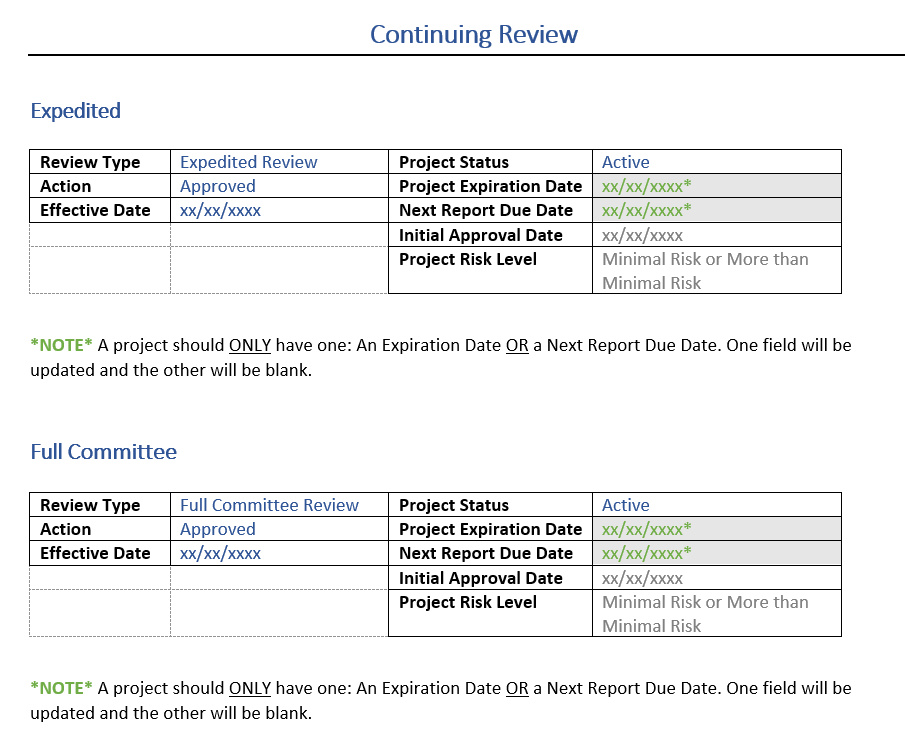 Continuing Review
Expedited
Review Type Expedited Review Project Status Active
Action Approved Project Expiration Date xx/xx/xxxx*
Effective Date xx/xx/xxxx Next Report Due Date xx/xx/xxxx*
Initial Approval Date xx/xx/xxxx
Project Risk Level Minimal Risk or More than
Minimal Risk
*NOTE* A project should ONLY have one: An Expiration Date OR a Next Report Due Date. One field will be
updated and the other will be blank.
Full Committee
Review Type Full Committee Review Project Status Active
Action Approved Project Expiration Date xx/xx/xxxx*
Effective Date xx/xx/xxxx Next Report Due Date xx/xx/xxxx*
Initial Approval Date xx/xx/xxxx
Project Risk Level Minimal Risk or More than
Minimal Risk
*NOTE* A project should ONLY have one: An Expiration Date OR a Next Report Due Date. One field will be
updated and the other will be blank.